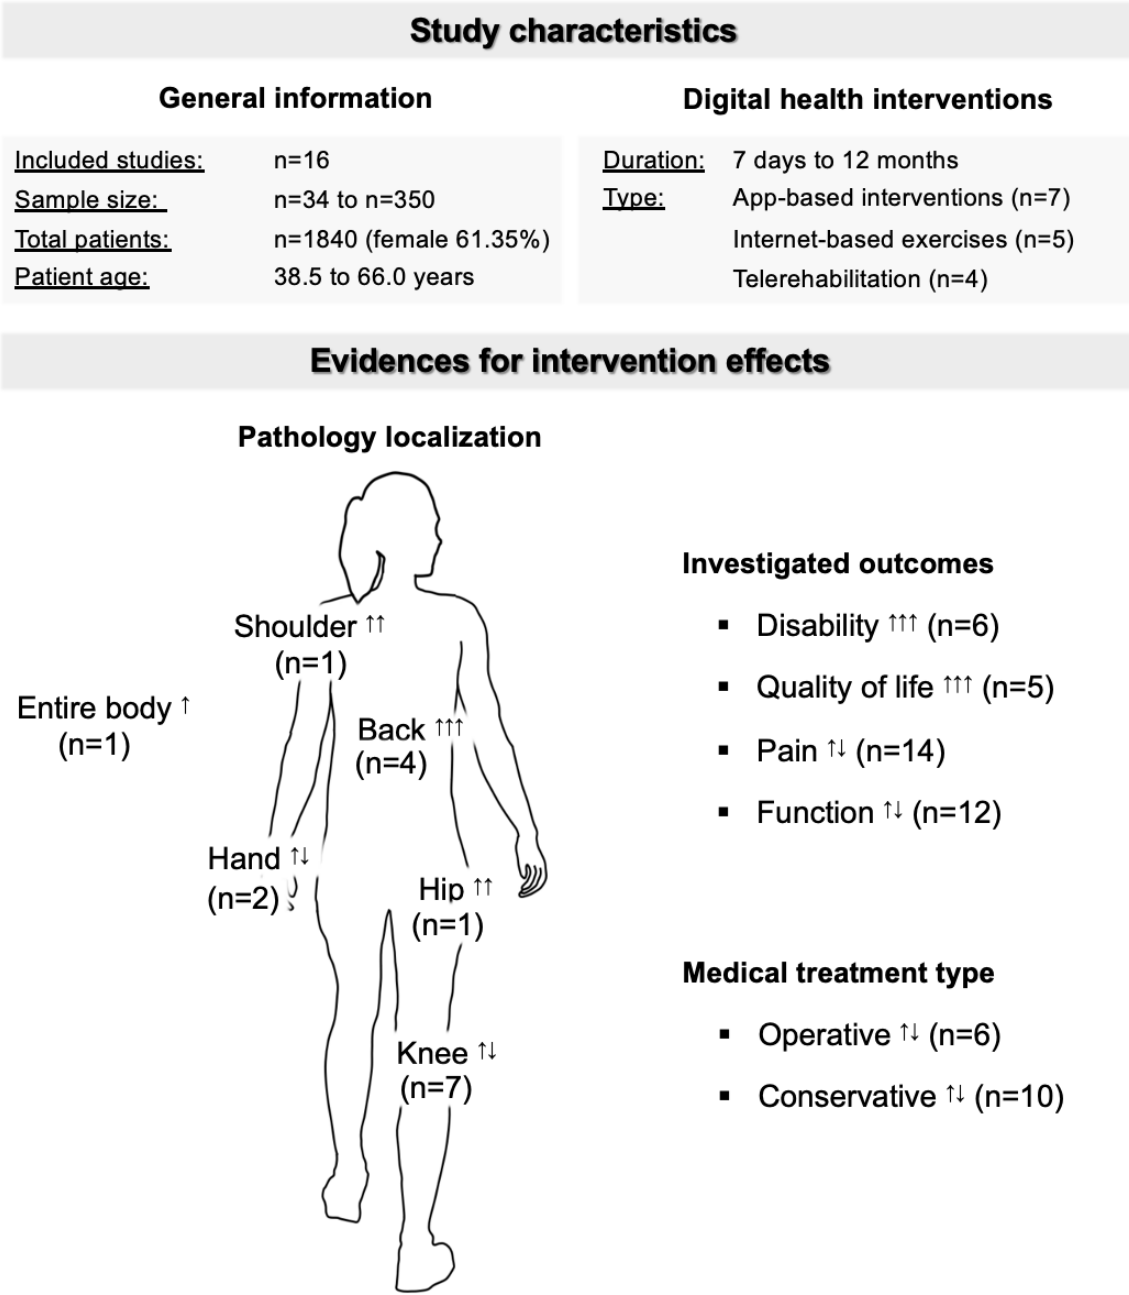 Study characteristics
General information
Included studies: n=16
Sample size: n=34 to n=350
Total patients: n=1840 (female 61.35%)
Patient age: 38.5 to 66.0 years
Digital health interventions
Duration: 7 days to 12 months
Type: App-based interventions (n=7)
Internet-based exercises (n=5)
Telerehabilitation (n=4)
Evidences for intervention effects
Pathology localization
Shoulder ↑↑
(n=1)
Entire body ↑
(n=1)
Back ↑↑↑
(n=4)
Hand ↑↓
(n=2)
Hip ↑↑
(n=1)
Knee ↑↓
(n=7)
Investigated outcomes
▪ Disability ↑↑↑ (n=6)
▪ Quality of life ↑↑↑ (n=5)
▪ Pain ↑↓ (n=14)
▪ Function ↑↓ (n=12)
Medical treatment type
▪ Operative ↑↓ (n=6)
▪ Conservative ↑↓ (n=10)